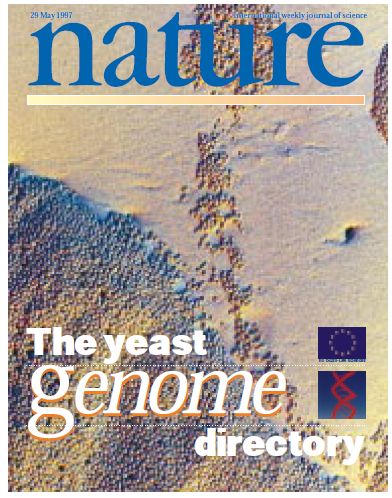 29 May 1997
international weekly journal of science
nature
The yeast
genome
directory